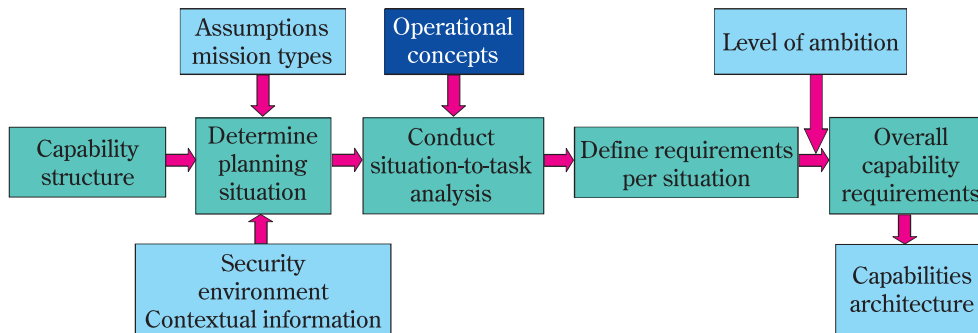 Assumptions
mission types
Operational
concepts
Level of ambition
Capability
structure
Determine
planning
situation
Conduct
situation-to-task
analysis
Define requirements
per situation
Overall
capability
requirements
Security
environment
Contextual information
Capabilities
architecture